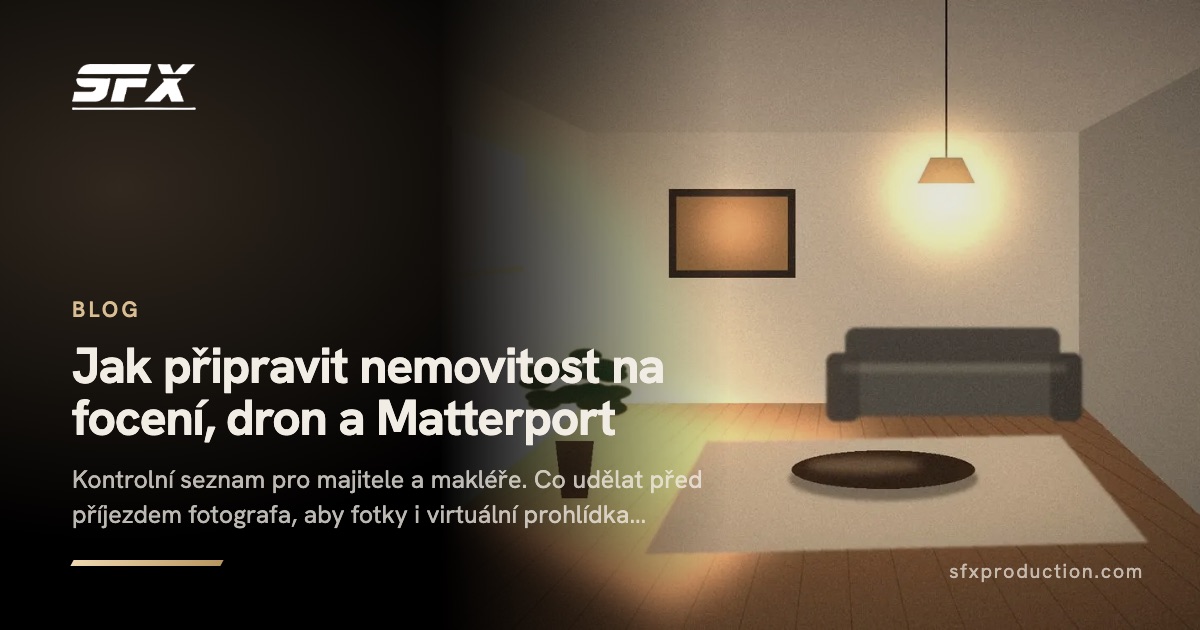 SFX
BLOG
Jak připravit nemovitost na
focení, dron a Matterport
Kontrolní seznam pro majitele a makléře. Co udělat před
příjezdem fotografa, aby fotky i virtuální prohlídka...
sfxproduction.com